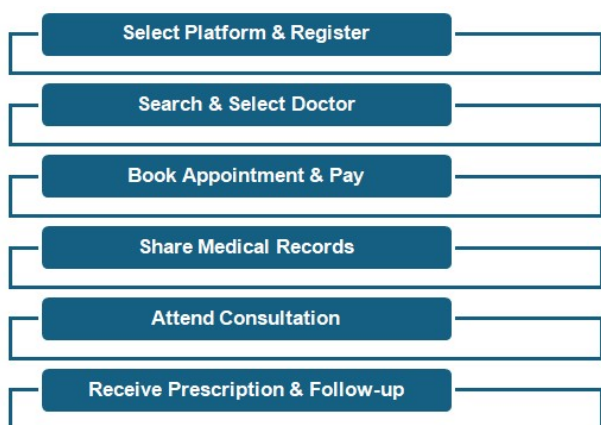 Select Platform & Register
Search & Select Doctor
Book Appointment & Pay
Share Medical Records
Attend Consultation
Receive Prescription & Follow-up